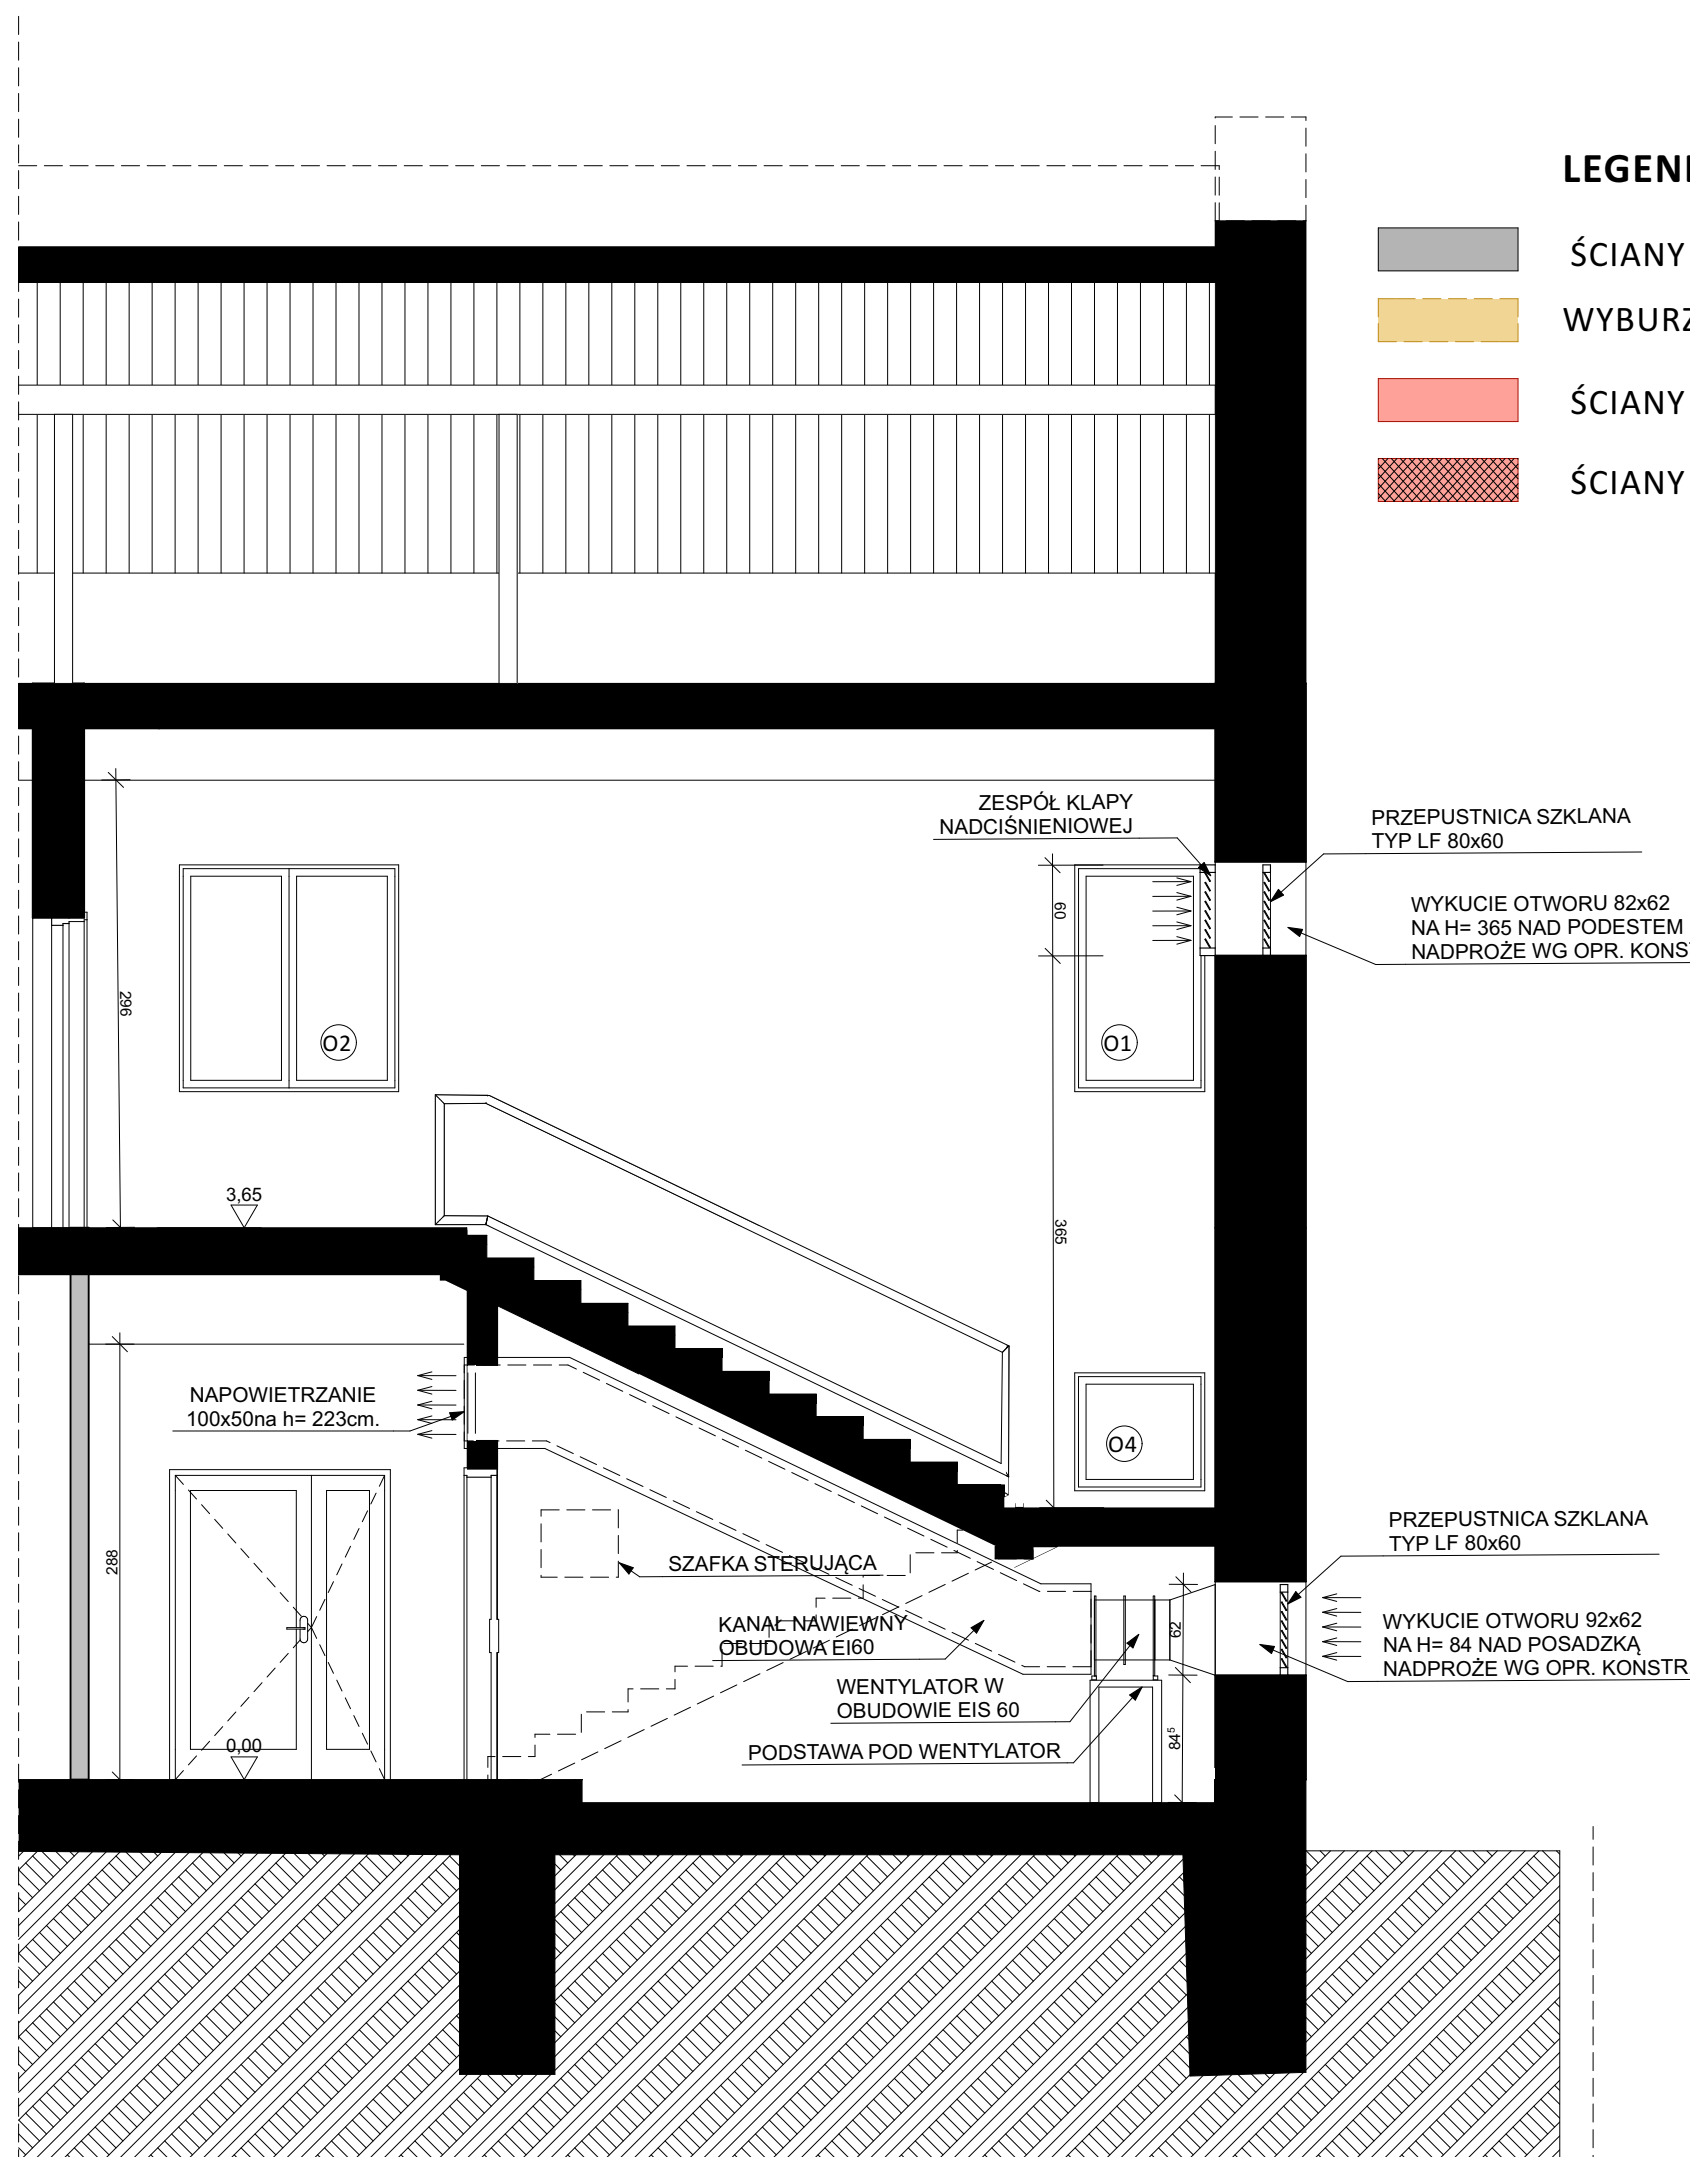 LEGEN
ŚCIANY
WYBURZ
ŚCIANY
ŚCIANY
ZESPÓŁ KLAPY
NADCIŚNIENIOWEJ
PRZEPUSTNICA SZKLANA
TYP LF 80x60
60
WYKUCIE OTWORU 82x62
NA H= 365 NAD PODESTEM
NADPROŻE WG OPR. KONS
296
O2
O1
3,65
365
NAPOWIETRZANIE
100x50na h= 223cm.
O4
288
SZAFKA STERUJĄCA
PRZEPUSTNICA SZKLANA
TYP LF 80x60
KANAŁ NAWIEWNY
OBUDOWA EI60
62
WYKUCIE OTWORU 92x62
NA H= 84 NAD POSADZKĄ
NADPROŻE WG OPR. KONSTR
WENTYLATOR W
OBUDOWIE EIS 60
0,00
PODSTAWA POD WENTYLATOR
84⁵